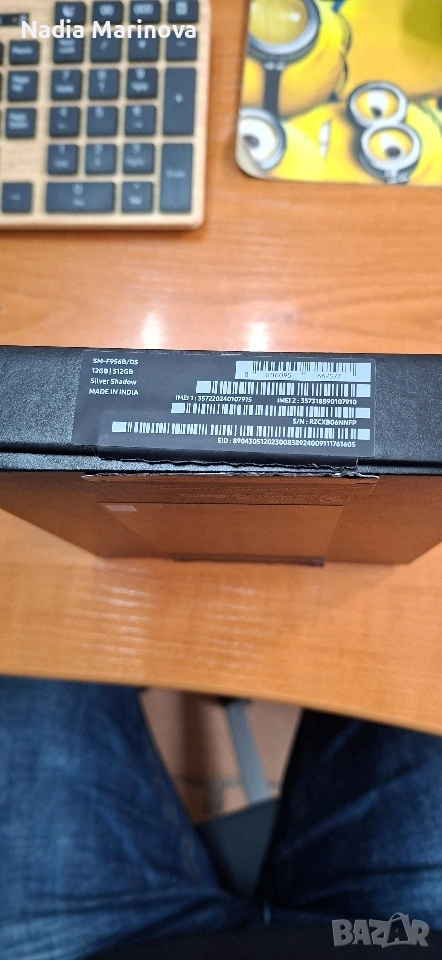 Nadia Marinova
SM-F956B/DS
12GB | 512GB
Silver Shadow
MADE IN INDIA
IMEI 1 : 357220240107915
IMEI 2 : 357318890107910
S/N : RZCXB06NNFP
EID : 89043051202300838924009111761605
BAZAR